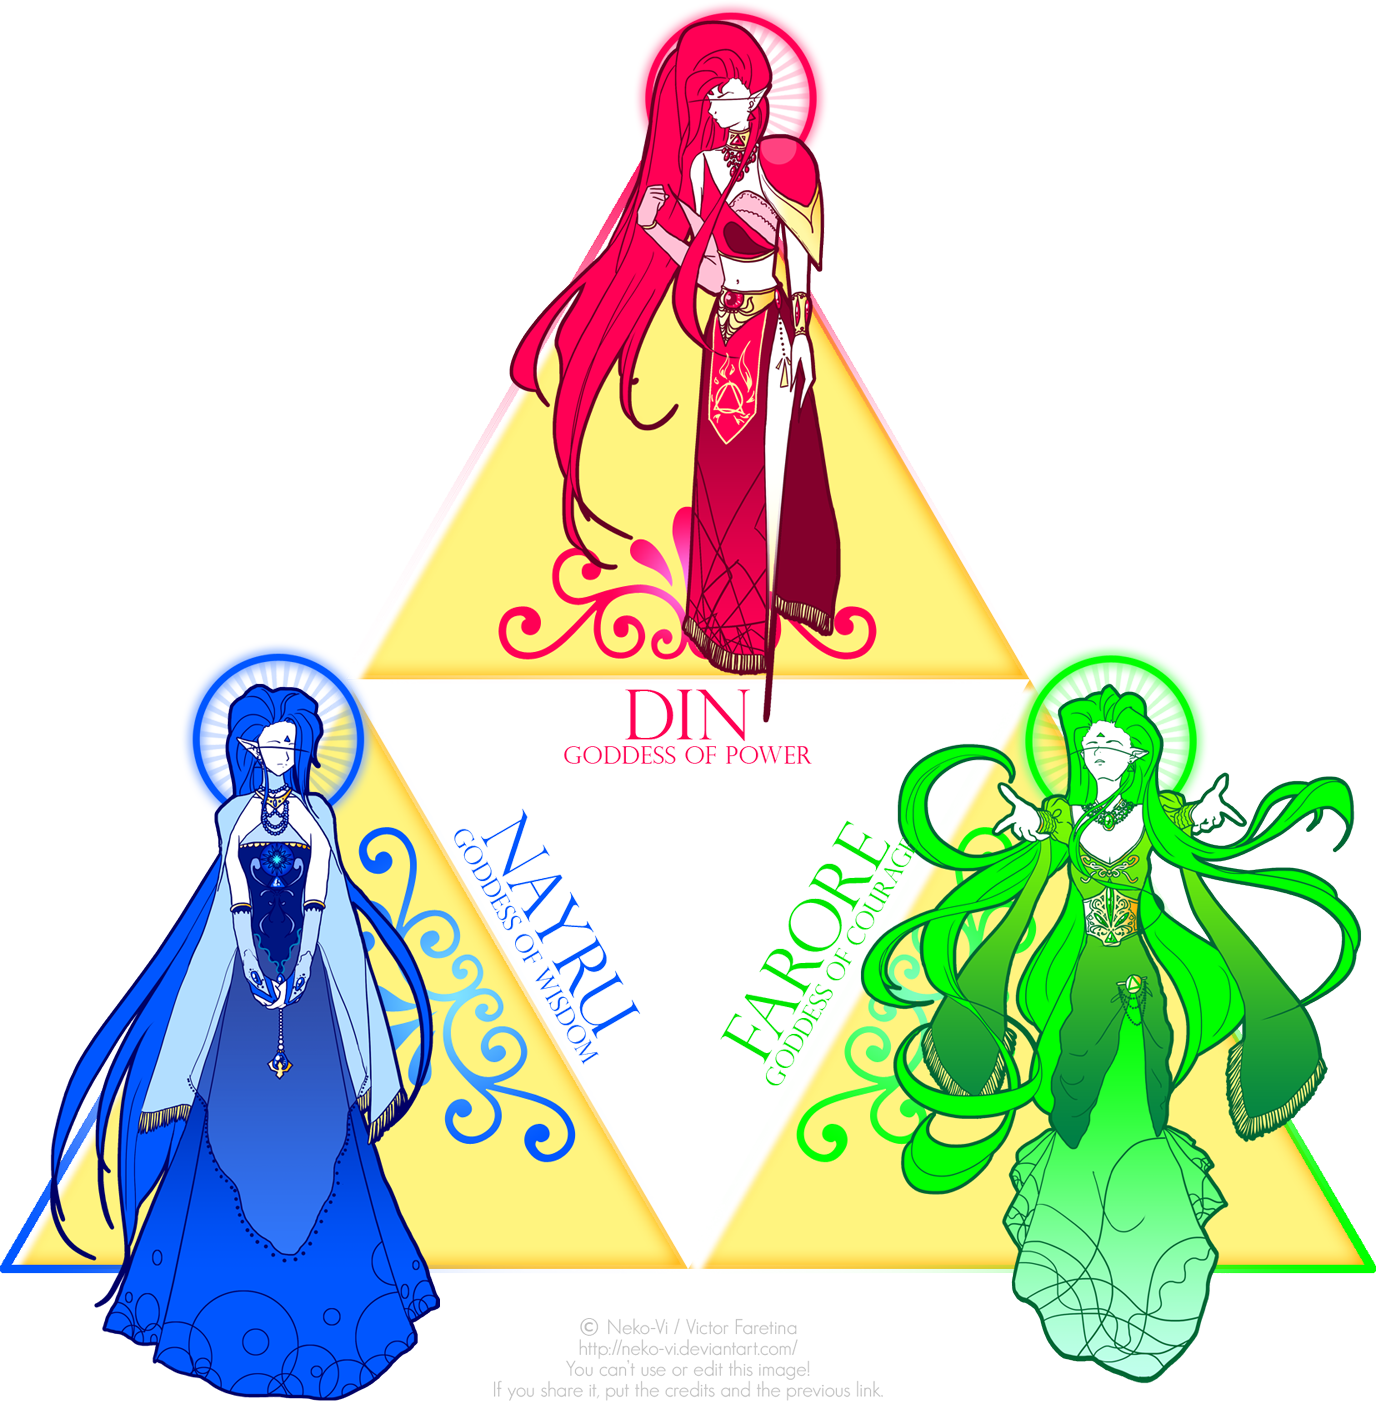 DIN
GODDESS OF POWER
NAYRU
GODDESS OF WISDOM
FARORE
GODDESS OF COURAGE
© Neko-Vi / Victor Faretina
http://neko-vi.deviantart.com/
You can't use or edit this image!
If you share it, put the credits and the previous link.